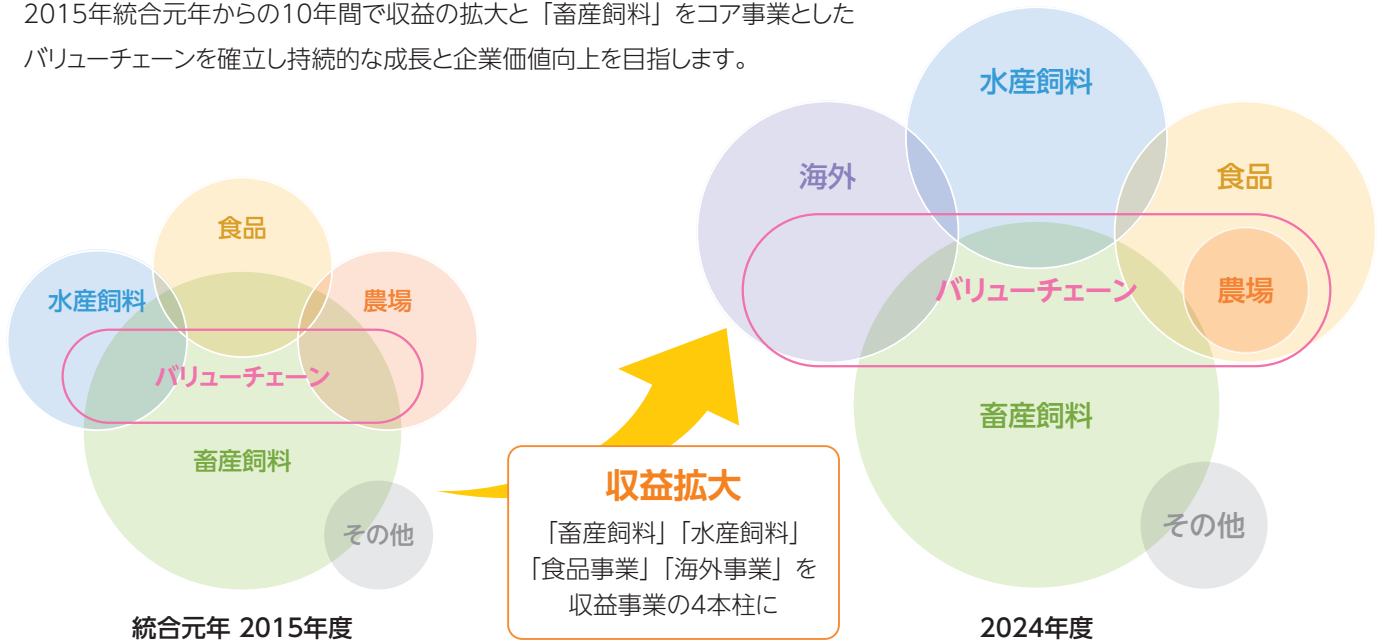 2015年統合元年からの10年間で収益の拡大と「畜産飼料」をコア事業とした
バリューチェーンを確立し持続的な成長と企業価値向上を目指します。
食品
水産飼料
農場
バリューチェーン
畜産飼料
その他
統合元年 2015年度
収益拡大
「畜産飼料」「水産飼料」
「食品事業」「海外事業」を
収益事業の4本柱に
水産飼料
海外
食品
バリューチェーン
農場
畜産飼料
その他
2024年度